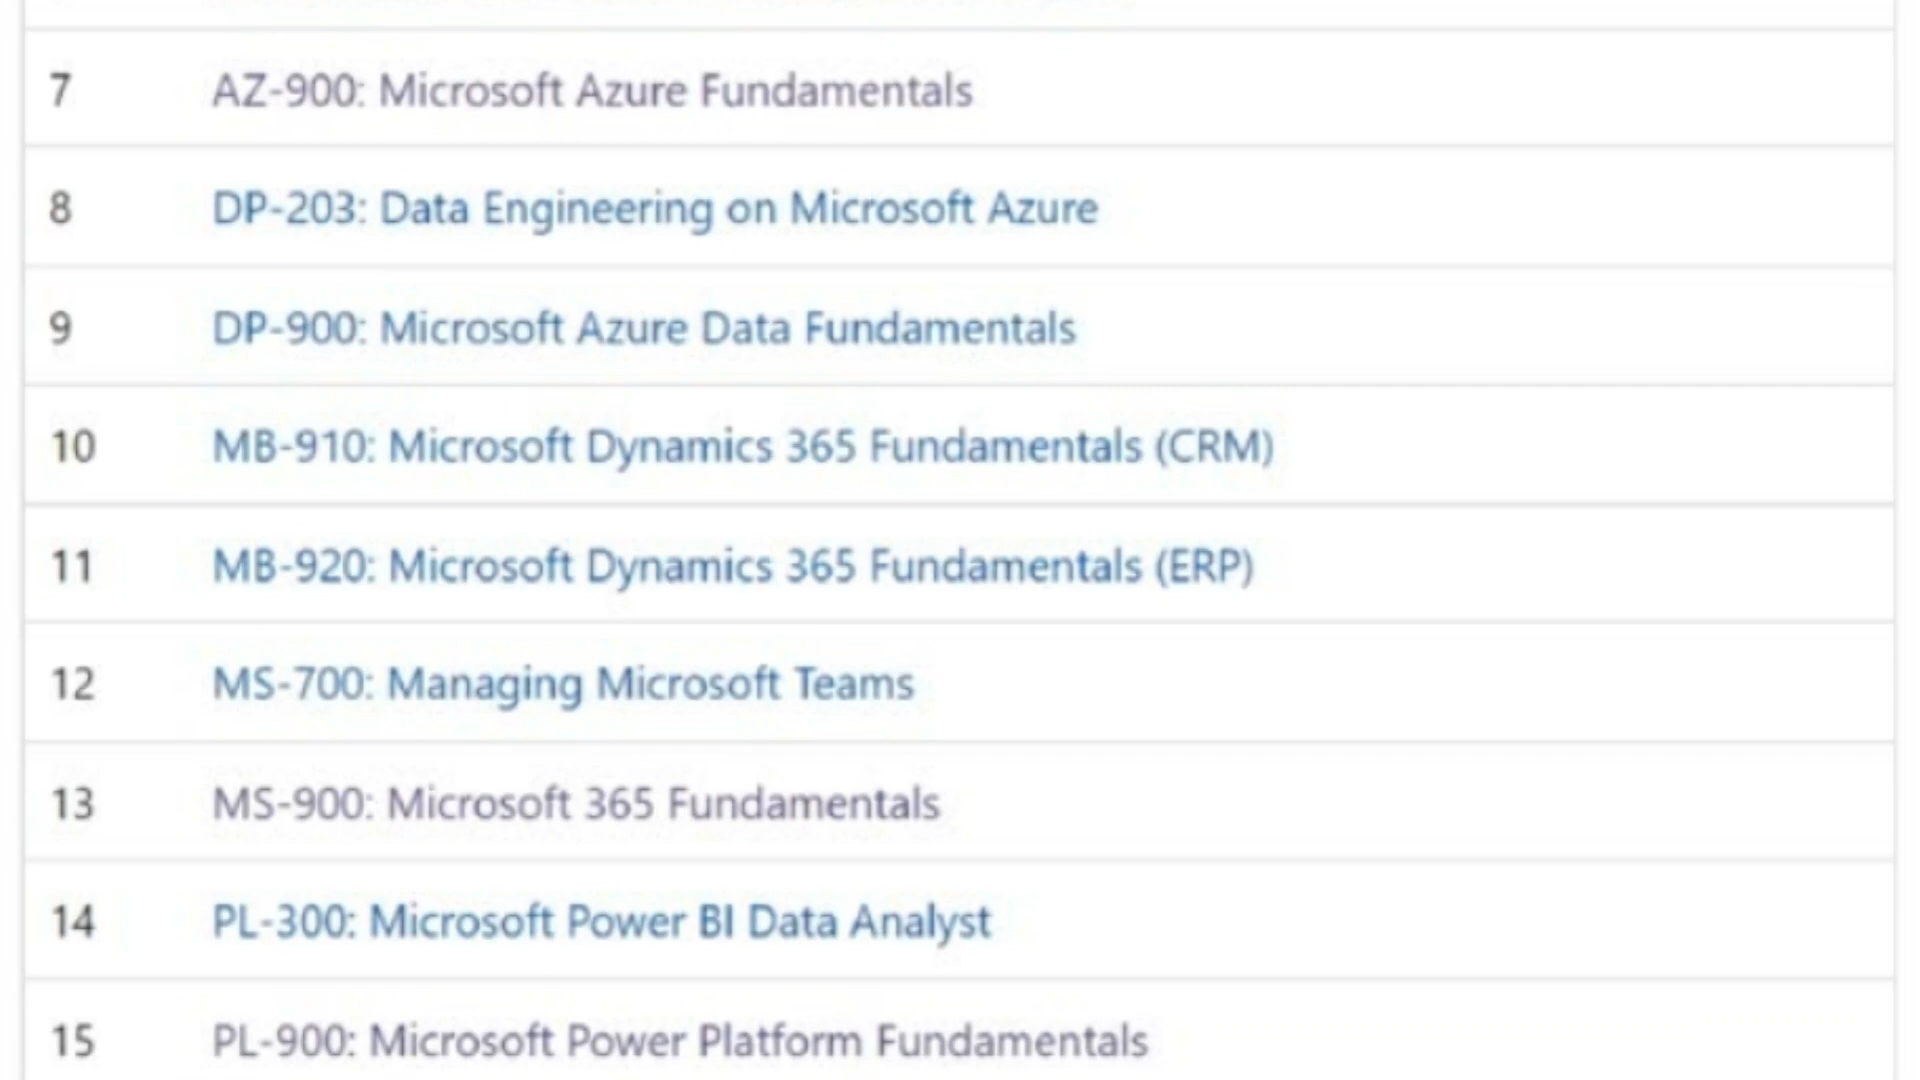 7 AZ-900: Microsoft Azure Fundamentals
8 DP-203: Data Engineering on Microsoft Azure
9 DP-900: Microsoft Azure Data Fundamentals
10 MB-910: Microsoft Dynamics 365 Fundamentals (CRM)
11 MB-920: Microsoft Dynamics 365 Fundamentals (ERP)
12 MS-700: Managing Microsoft Teams
13 MS-900: Microsoft 365 Fundamentals
14 PL-300: Microsoft Power BI Data Analyst
15 PL-900: Microsoft Power Platform Fundamentals